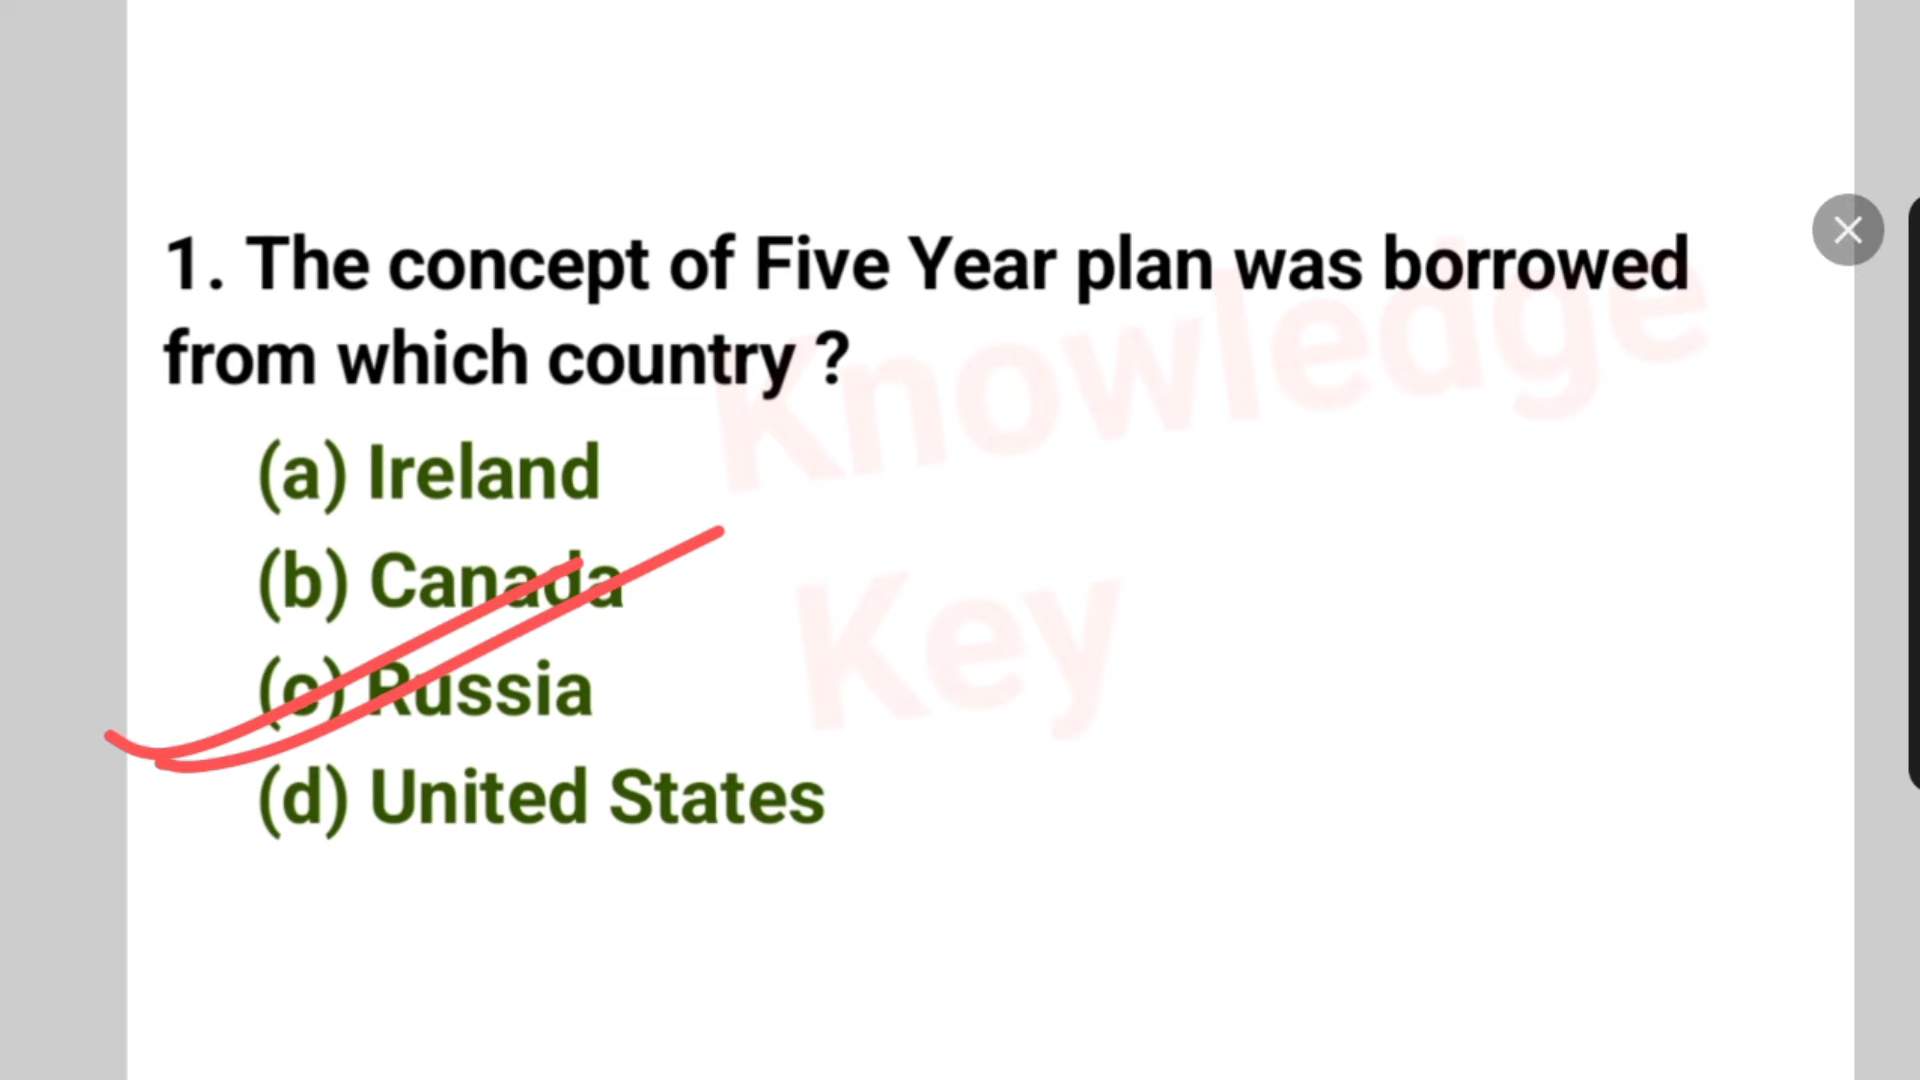 1. The concept of Five Year plan was borrowed
from which country ?
(a) Ireland
(b) Canada
(c) Russia
(d) United States
Knowledge
Key